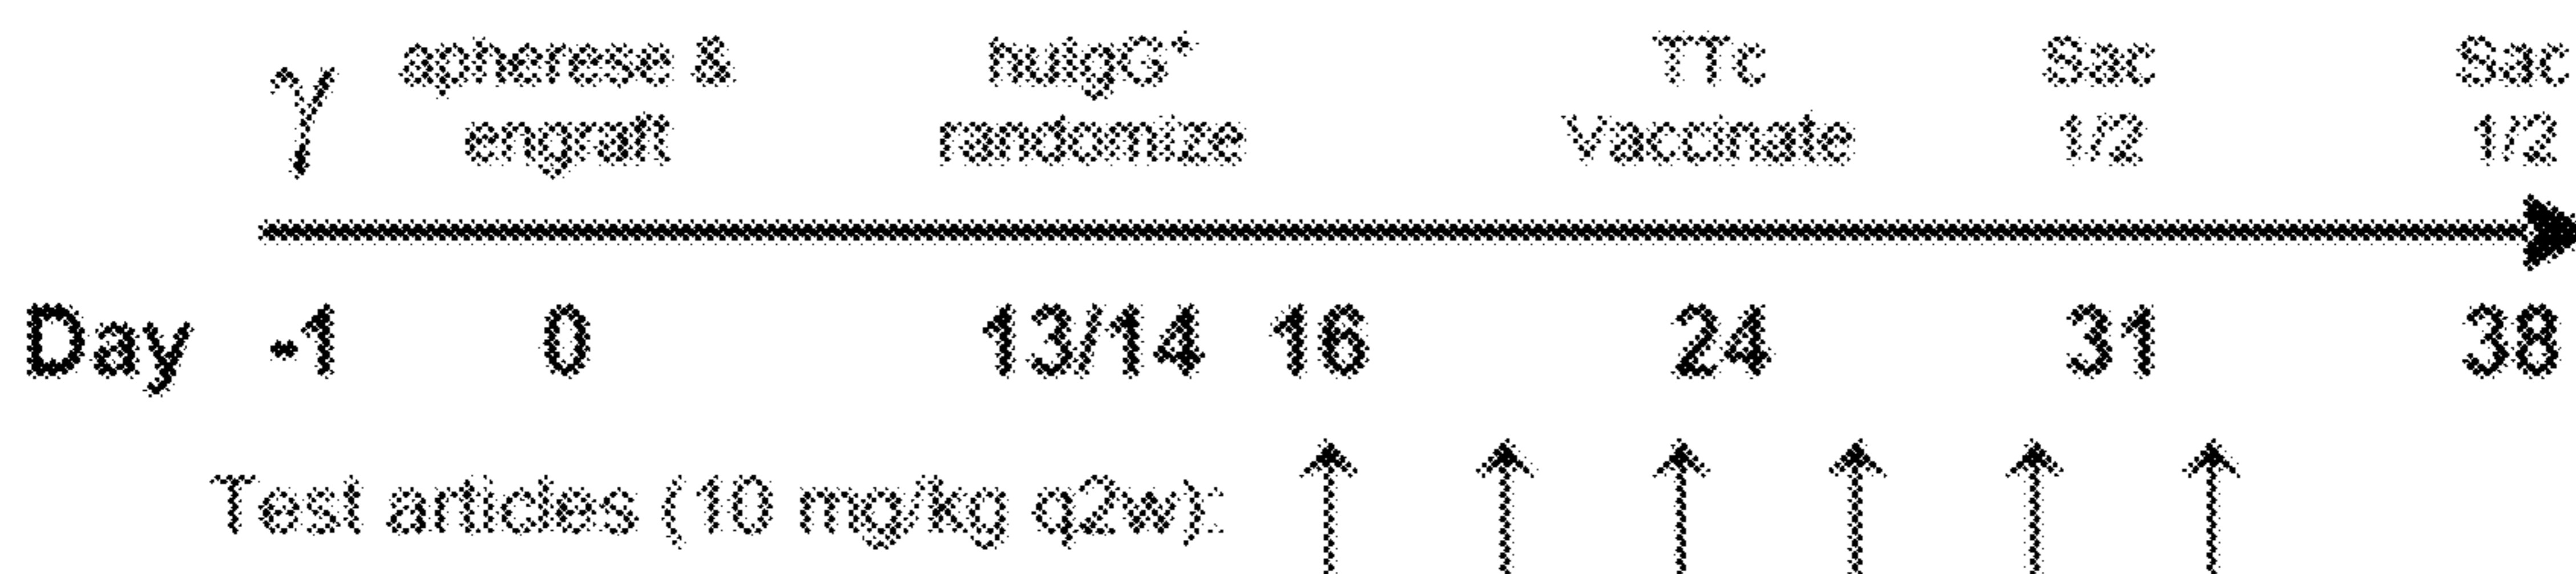 γ apherese & huIgG+ TTc Sac Sac
engraft randomize Vaccinate 1/2 1/2
Day -1 0 13/14 16 24 31 38
Test articles (10 mg/kg q2w):